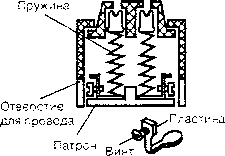 Пружина
Отверстие
для провода
Пластина
Патрон
Винт